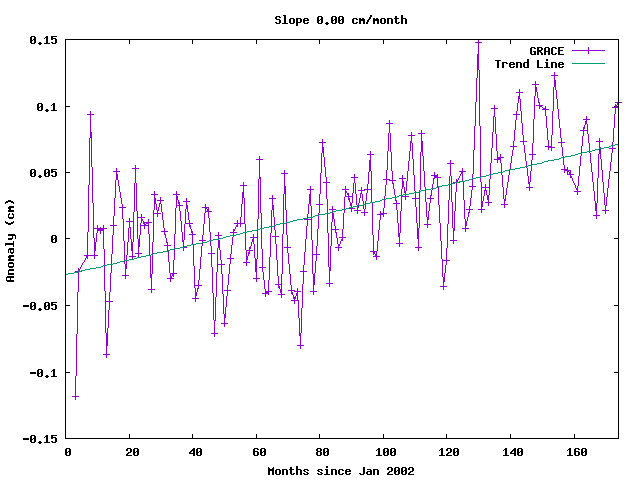 Slope 0.00 cm/month
GRACE
Trend Line
0.15
0.1
0.05
0
-0.05
-0.1
-0.15
Anomaly (cm)
0 20 40 60 80 100 120 140 160
Months since Jan 2002